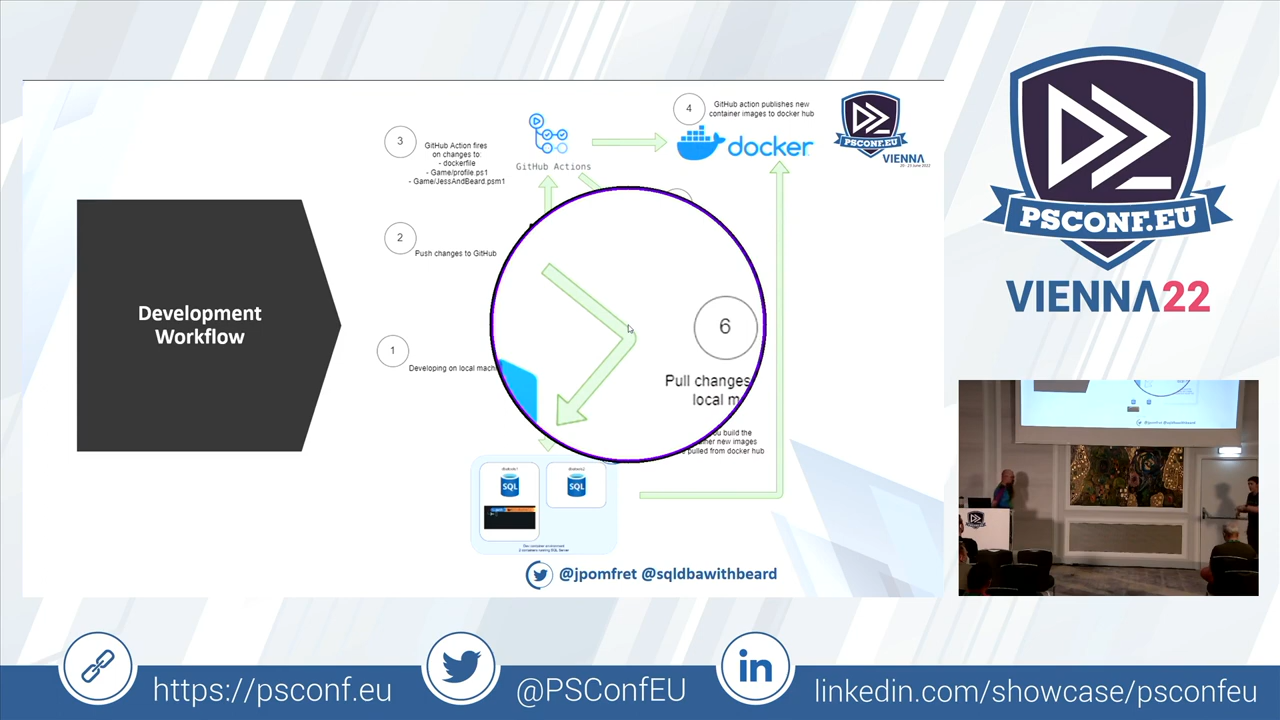 Development
Workflow
3
GitHub Action fires
on changes to:
- dockerfile
- Game/profile ps1
- Game/JessAndBeard.psm1
GitHub Actions
4
GitHub action publishes new
container images to docker hub
docker
PSCONF.EU
VIENNA
2
Push changes to GitHub
1
Developing on local
6
Pull changes
local
build the
new images
pulled from docker hub
SQL
SQL
@jpomfret @sqldbawithbeard
PSCONF.EU
VIENNA22
https://psconf.eu
@PSConfEU
in
linkedin.com/showcase/psconfeu